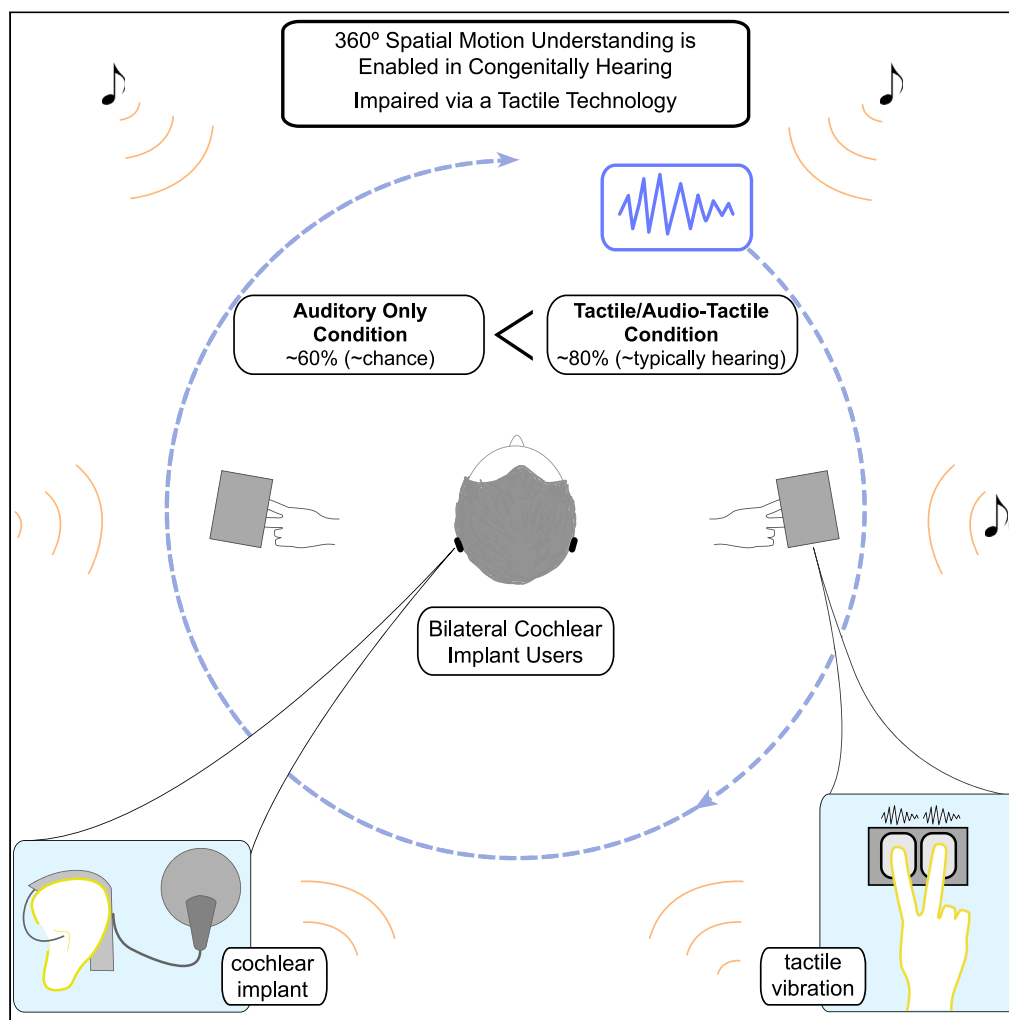 360º Spatial Motion Understanding is
Enabled in Congenitally Hearing
Impaired via a Tactile Technology
Auditory Only
Condition
~60% (~chance)
<
Tactile/Audio-Tactile
Condition
~80% (~typically hearing)
Bilateral Cochlear
Implant Users
cochlear
implant
tactile
vibration